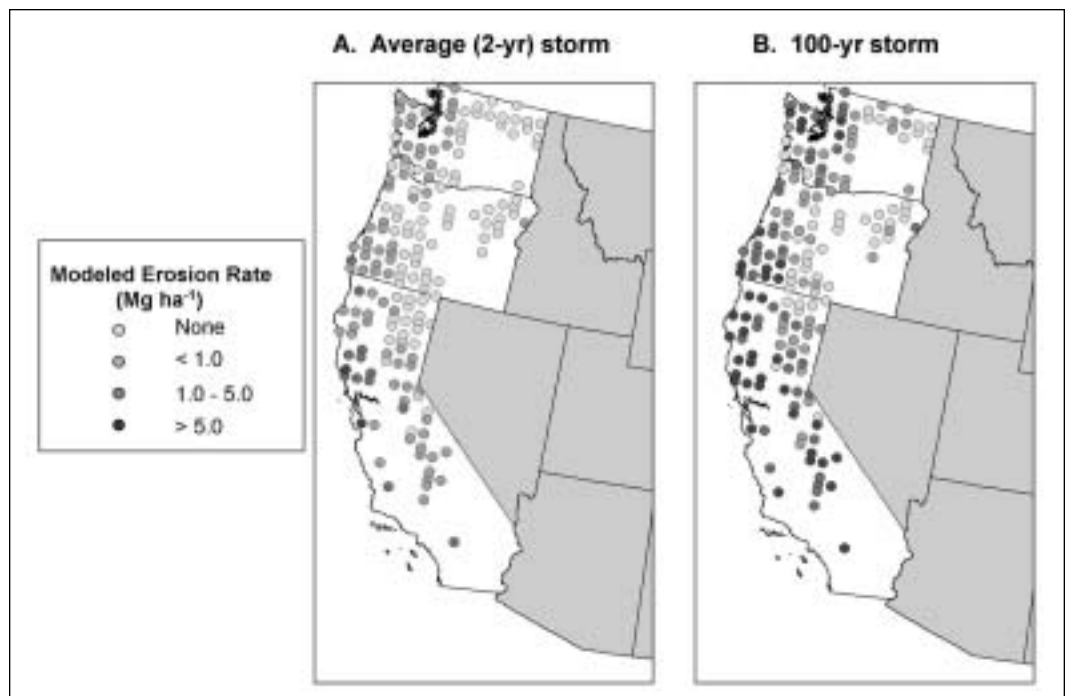 A. Average (2-yr) storm
B. 100-yr storm
Modeled Erosion Rate
(Mg ha⁻¹)
None
< 1.0
1.0 - 5.0
> 5.0